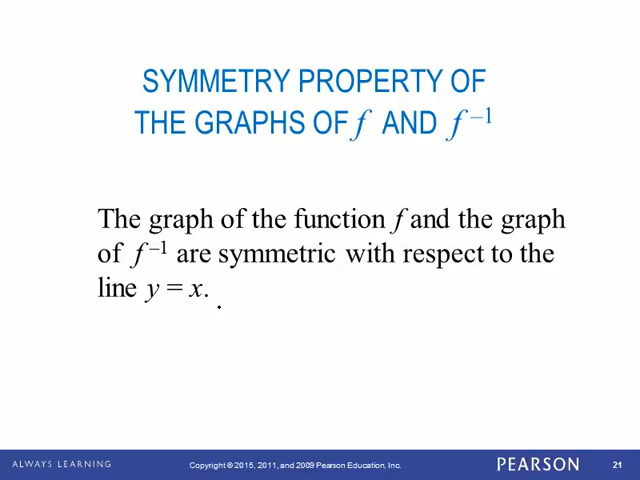 SYMMETRY PROPERTY OF
THE GRAPHS OF f AND f⁻¹
The graph of the function f and the graph
of f⁻¹ are symmetric with respect to the
line y = x. .
ALWAYS LEARNING
Copyright © 2015, 2011, and 2009 Pearson Education, Inc.
PEARSON
21